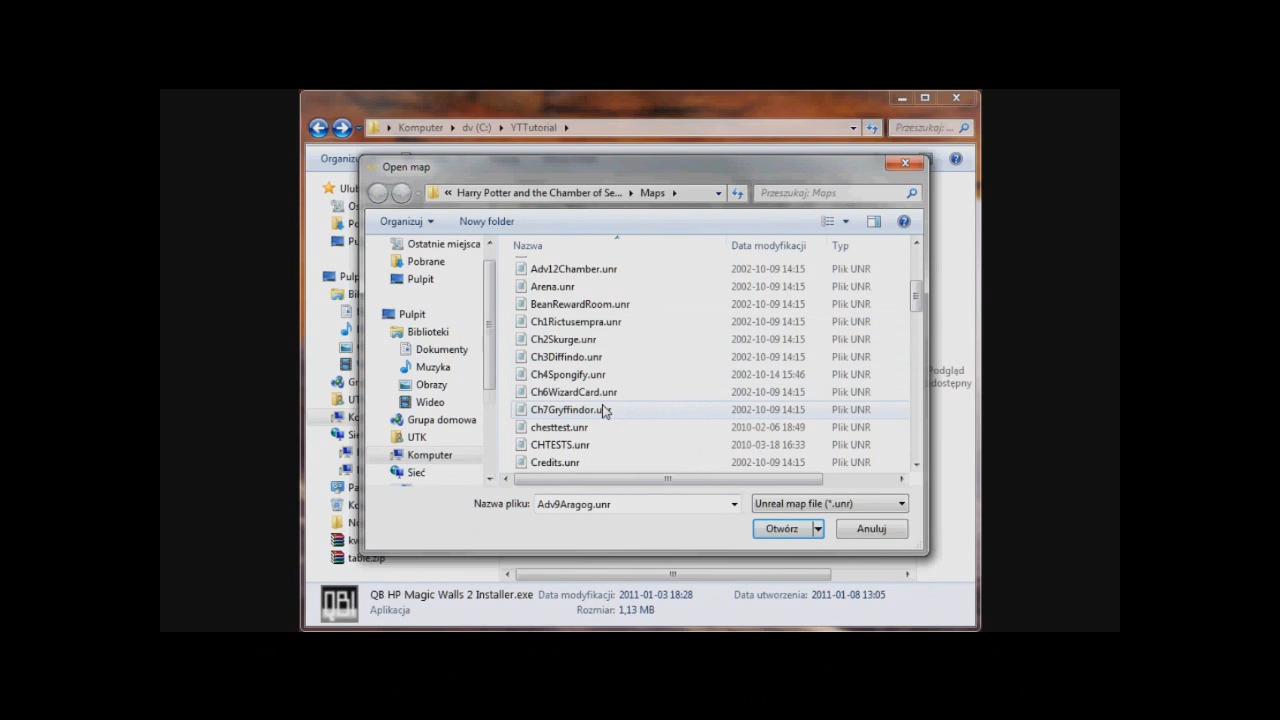 Komputer dv (C:) YTTutorial Przeszukaj: ...
Organizuj
Open map
« Harry Potter and the Chamber of Se... Maps Przeszukaj: Maps
Organizuj Nowy folder
Ostatnie miejsca
Pobrane
Pulpit
Pulpit
Biblioteki
Dokumenty
Muzyka
Obrazy
Wideo
Grupa domowa
UTK
Komputer
Sieć
Nazwa Data modyfikacji Typ
Adv12Chamber.unr 2002-10-09 14:15 Plik UNR
Arena.unr 2002-10-09 14:15 Plik UNR
BeanRewardRoom.unr 2002-10-09 14:15 Plik UNR
Ch1Rictusempra.unr 2002-10-09 14:15 Plik UNR
Ch2Skurge.unr 2002-10-09 14:15 Plik UNR
Ch3Diffindo.unr 2002-10-09 14:15 Plik UNR
Ch4Spongify.unr 2002-10-14 15:46 Plik UNR
Ch6WizardCard.unr 2002-10-09 14:15 Plik UNR
Ch7Gryffindor.unr 2002-10-09 14:15 Plik UNR
chesttest.unr 2010-02-06 18:49 Plik UNR
CHTESTS.unr 2010-03-18 16:33 Plik UNR
Credits.unr 2002-10-09 14:15 Plik UNR
Nazwa pliku: Adv9Aragog.unr Unreal map file (*.unr)
Otwórz Anuluj
Podgląd
table.zip
QBI
QB HP Magic Walls 2 Installer.exe Data modyfikacji: 2011-01-03 18:28 Data utworzenia: 2011-01-08 13:05
Aplikacja Rozmiar: 1,13 MB